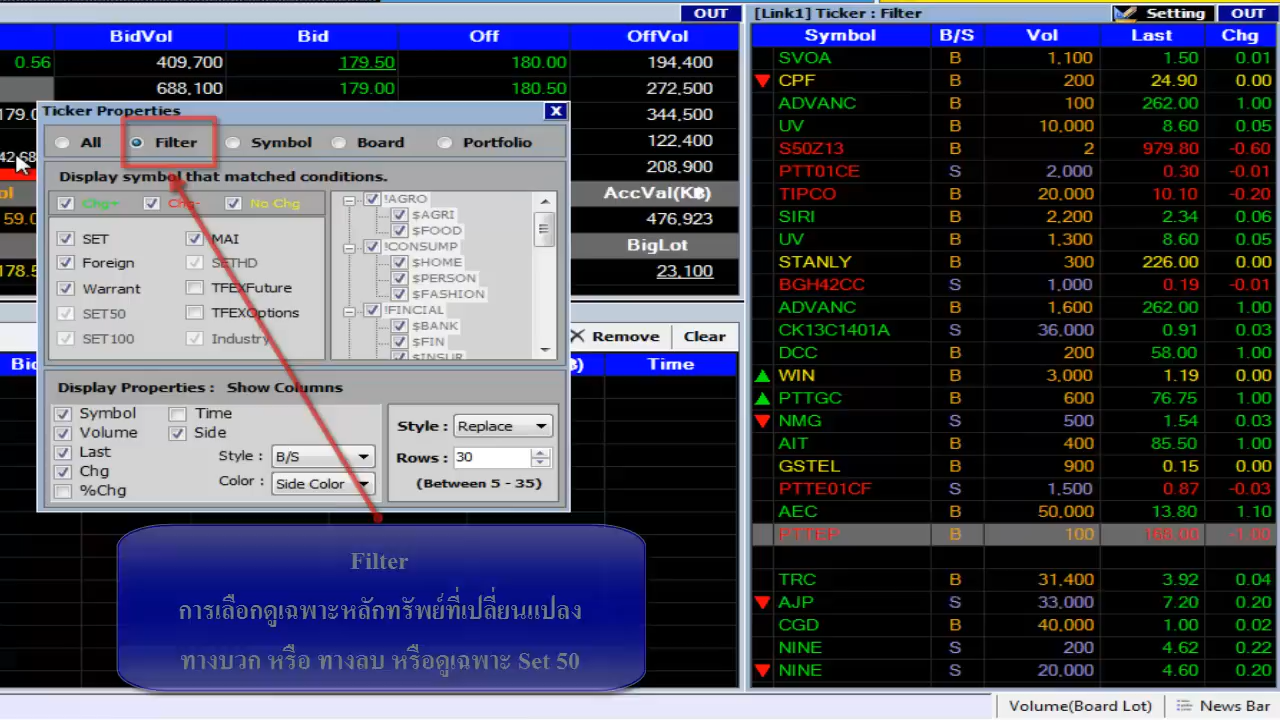 OUT
[Link1] Ticker : Filter
Setting
OUT
BidVol Bid Off OffVol
0.56 409,700 179.50 180.00 194,400
688,100 179.00 180.50 272,500
179.0 344,500
122,400
42,68 208,900
AccVal(K฿)
59.0 476,923
BigLot
178.5 23,100
Ticker Properties
All Filter Symbol Board Portfolio
Display symbol that matched conditions.
Chg+ Chg- No Chg
SET MAI
Foreign SETHD
Warrant TFEXFuture
SET50 TFEXOptions
SET100 Industry
!AGRO
$AGRI
$FOOD
!CONSUMP
$HOME
$PERSON
$FASHION
!FINCIAL
$BANK
$FIN
$INSUR
Display Properties : Show Columns
Symbol Time
Volume Side
Last
Chg
%Chg
Style : B/S
Color : Side Color
Style : Replace
Rows : 30
(Between 5 - 35)
Remove Clear
Time
Filter
การเลือกดูเฉพาะหลักทรัพย์ที่เปลี่ยนแปลง
ทางบวก หรือ ทางลบ หรือดูเฉพาะ Set 50
Symbol B/S Vol Last Chg
SVOA B 1,100 1.50 0.01
CPF B 200 24.90 0.00
ADVANC B 100 262.00 1.00
UV B 10,000 8.60 0.05
S50Z13 B 2 979.80 -0.60
PTT01CE S 2,000 0.30 -0.01
TIPCO B 20,000 10.10 -0.20
SIRI B 2,200 2.34 0.06
UV B 1,300 8.60 0.05
STANLY B 300 226.00 0.00
BGH42CC S 1,000 0.19 -0.01
ADVANC B 1,600 262.00 1.00
CK13C1401A S 36,000 0.91 0.03
DCC B 200 58.00 1.00
WIN B 3,000 1.19 0.00
PTTGC B 600 76.75 1.00
NMG S 500 1.54 0.03
AIT B 400 85.50 1.00
GSTEL B 900 0.15 0.00
PTTE01CF S 1,500 0.87 -0.03
AEC B 50,000 13.80 1.10
PTTEP B 100 168.00 -1.00
TRC B 31,400 3.92 0.04
AJP S 33,000 7.20 0.20
CGD B 40,000 1.00 0.02
NINE S 200 4.62 0.22
NINE S 20,000 4.60 0.20
Volume(Board Lot) News Bar